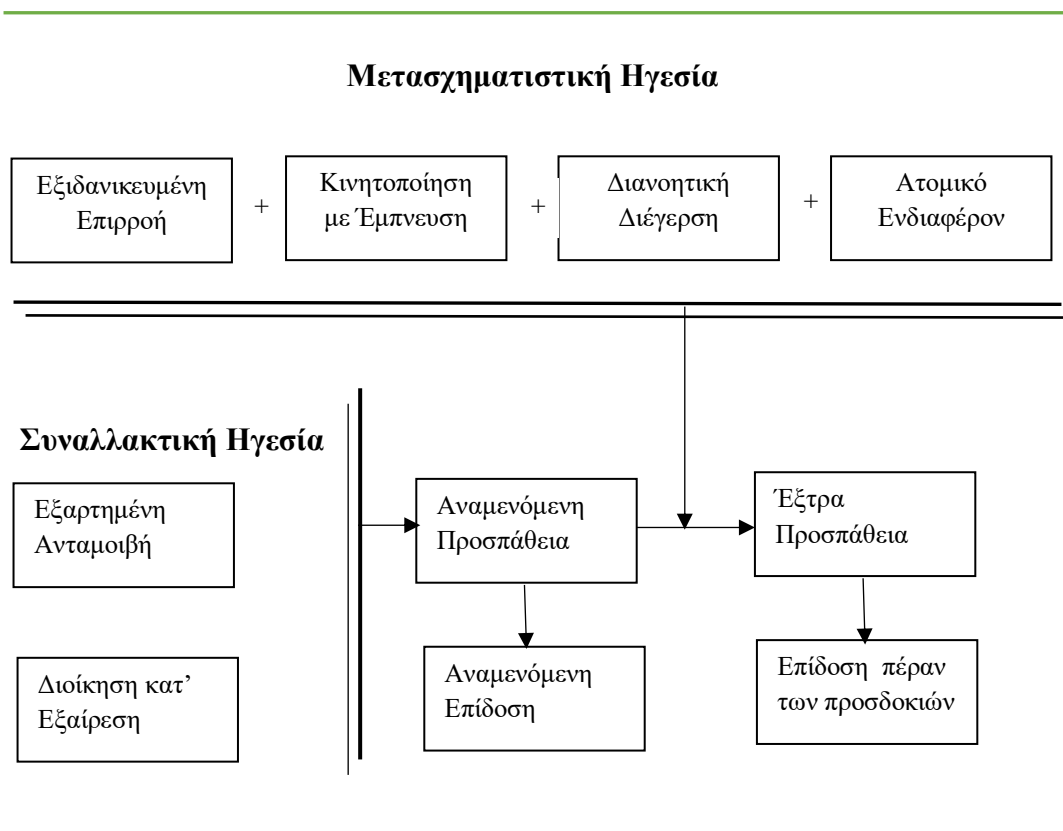 Μετασχηματιστική Ηγεσία
Εξιδανικευμένη
Επιρροή
+
Κινητοποίηση
με Έμπνευση
+
Διανοητική
Διέγερση
+
Ατομικό
Ενδιαφέρον
Συναλλακτική Ηγεσία
Εξαρτημένη
Ανταμοιβή
Διοίκηση κατ’
Εξαίρεση
Αναμενόμενη
Προσπάθεια
Έξτρα
Προσπάθεια
Αναμενόμενη
Επίδοση
Επίδοση πέραν
των προσδοκιών